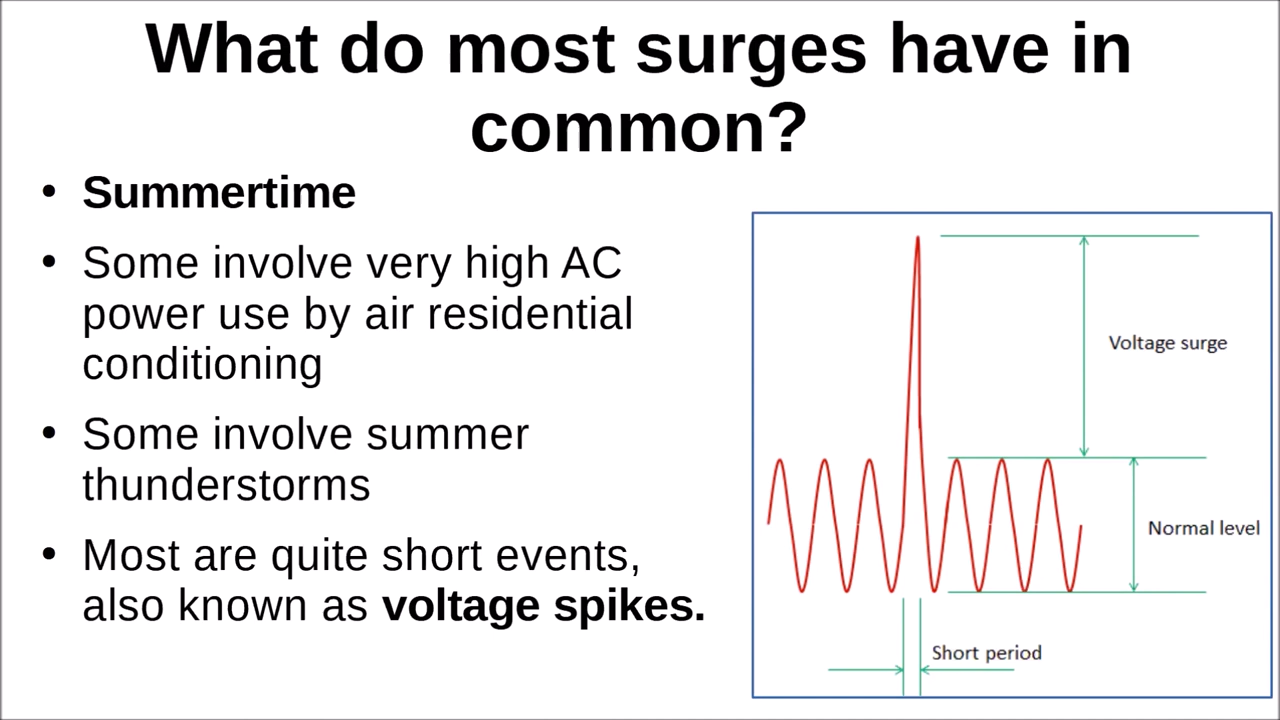 What do most surges have in
common?
• Summertime
• Some involve very high AC
power use by air residential
conditioning
• Some involve summer
thunderstorms
• Most are quite short events,
also known as voltage spikes.
Voltage surge
Normal level
Short period